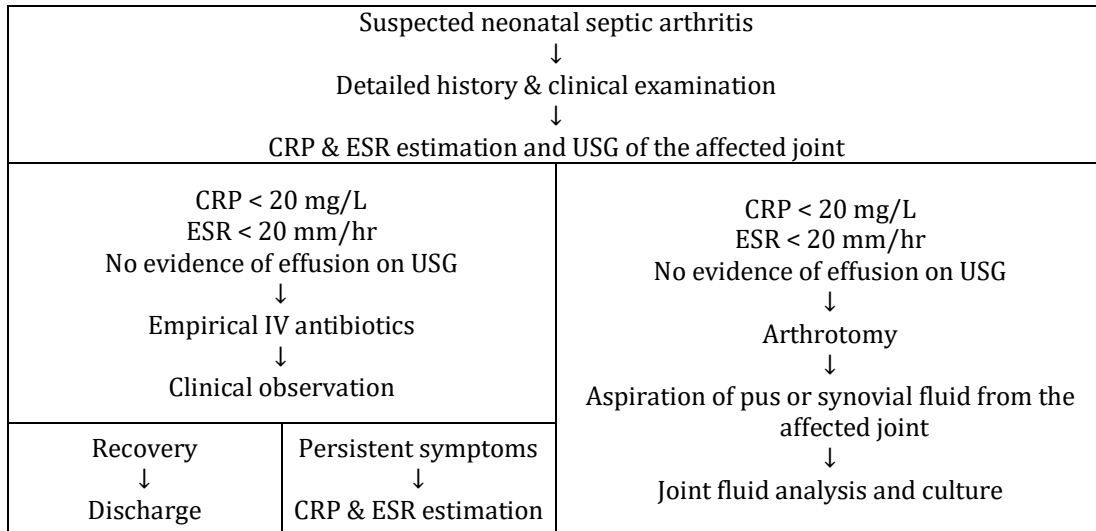 Suspected neonatal septic arthritis
↓
Detailed history & clinical examination
↓
CRP & ESR estimation and USG of the affected joint
CRP < 20 mg/L
ESR < 20 mm/hr
No evidence of effusion on USG
↓
Empirical IV antibiotics
↓
Clinical observation
Recovery
↓
Discharge
Persistent symptoms
↓
CRP & ESR estimation
CRP < 20 mg/L
ESR < 20 mm/hr
No evidence of effusion on USG
↓
Arthrotomy
↓
Aspiration of pus or synovial fluid from the
affected joint
↓
Joint fluid analysis and culture